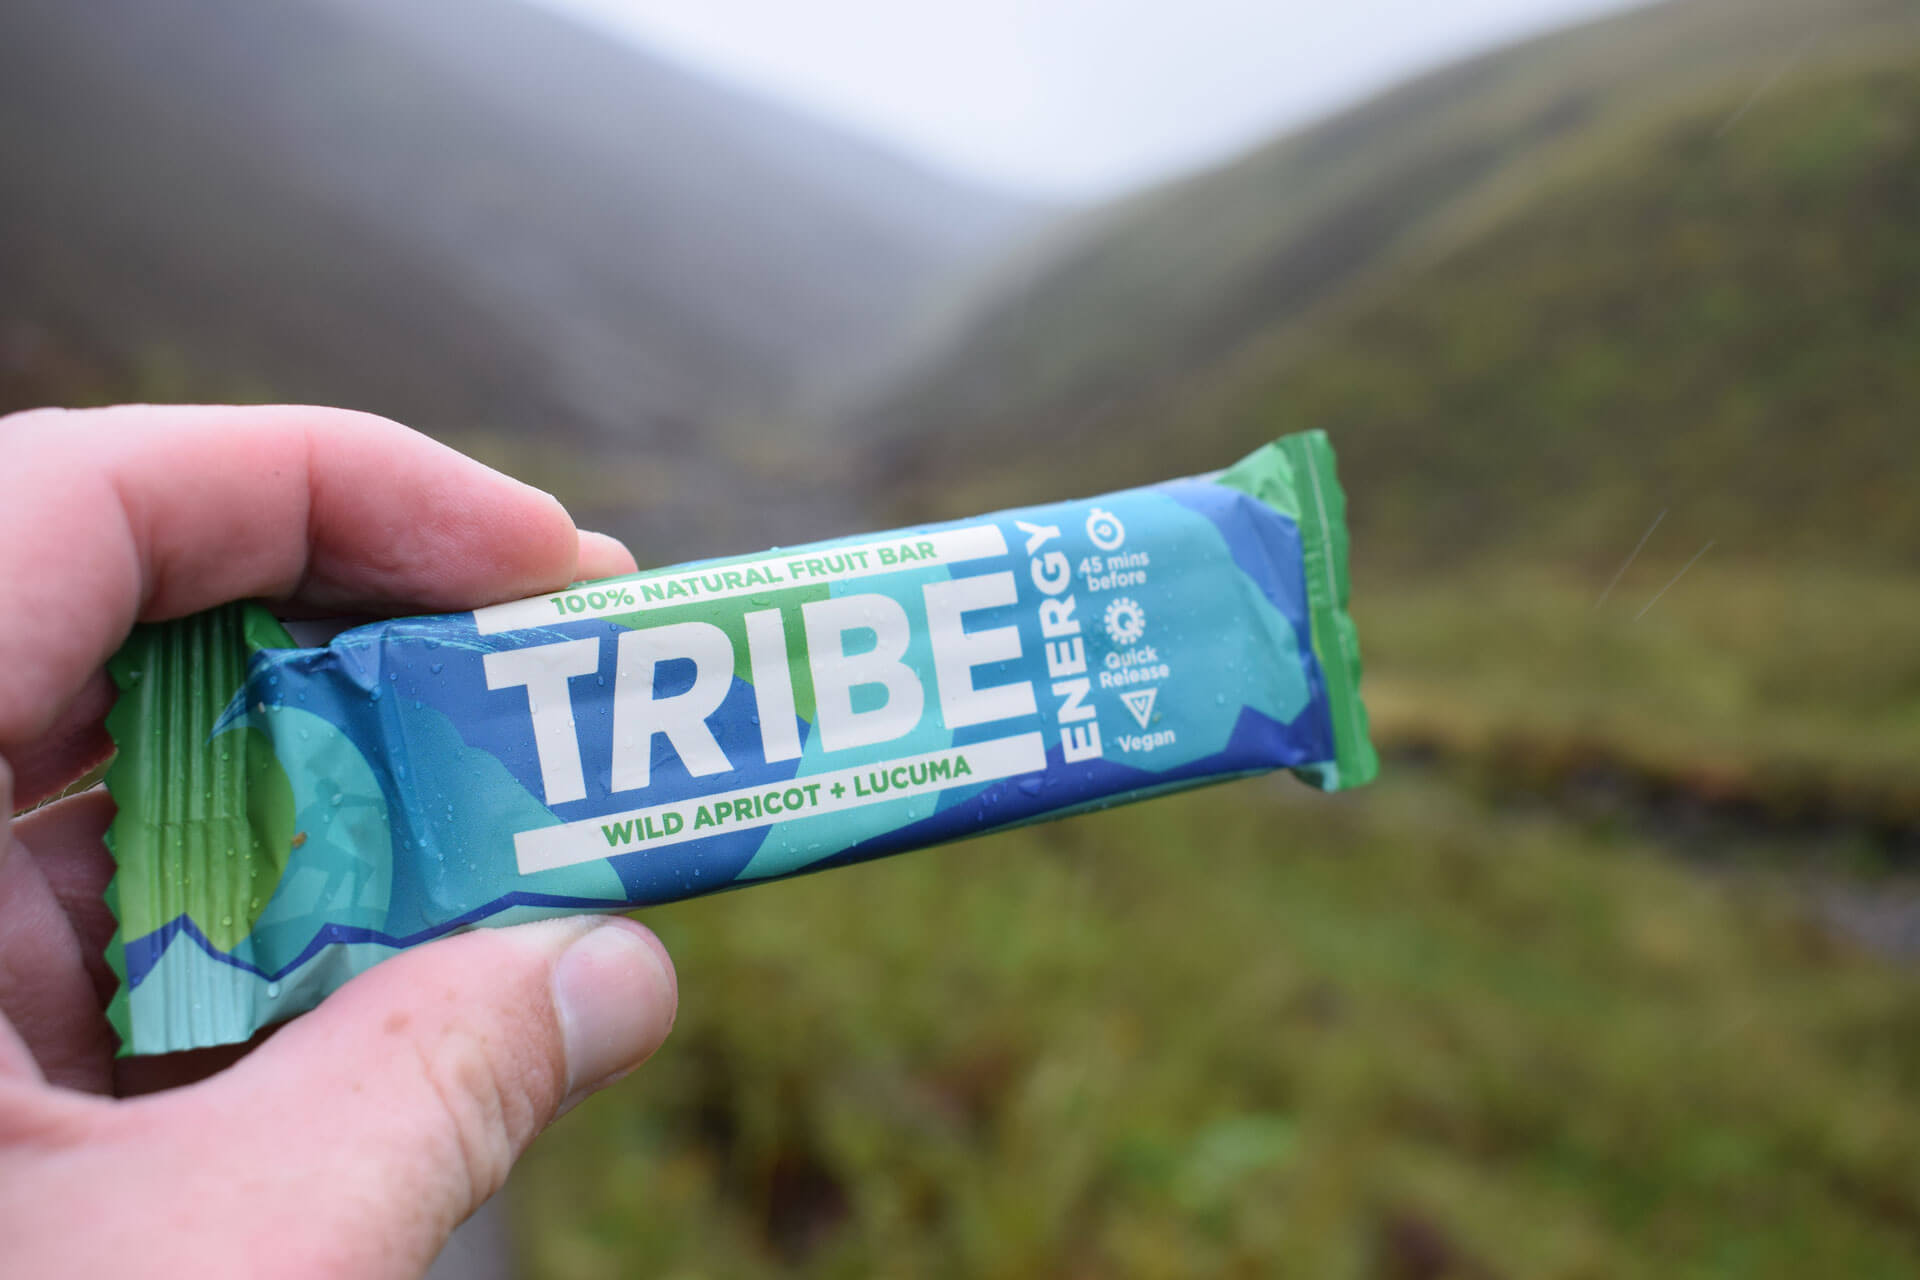 100% NATURAL FRUIT BAR
TRIBE
WILD APRICOT + LUCUMA
ENERGY
45 mins
before
Q
Quick
Release
V
Vegan